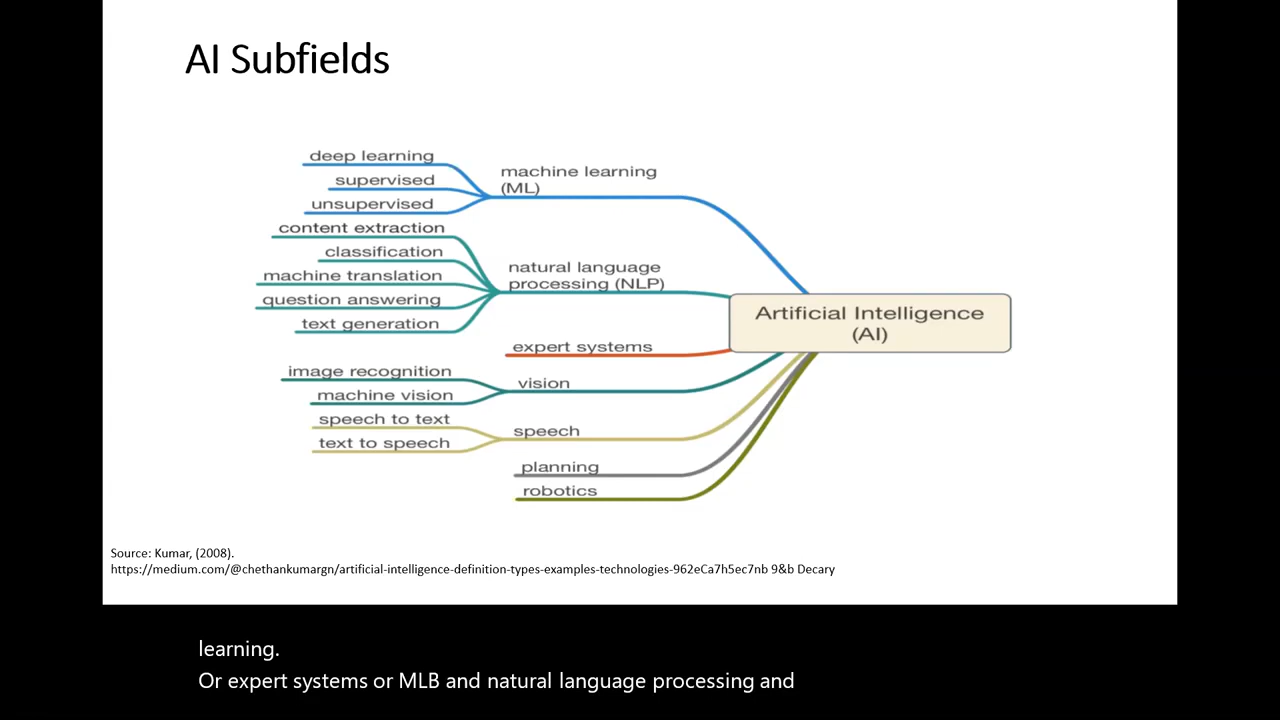 AI Subfields
deep learning
supervised
unsupervised
machine learning
(ML)
content extraction
classification
machine translation
question answering
text generation
natural language
processing (NLP)
expert systems
image recognition
machine vision
vision
speech to text
text to speech
speech
planning
robotics
Artificial Intelligence
(AI)
Source: Kumar, (2008).
https://medium.com/@chethankumargn/artificial-intelligence-definition-types-examples-technologies-962eCa7h5ec7nb 9&b Decary
learning.
Or expert systems or MLB and natural language processing and